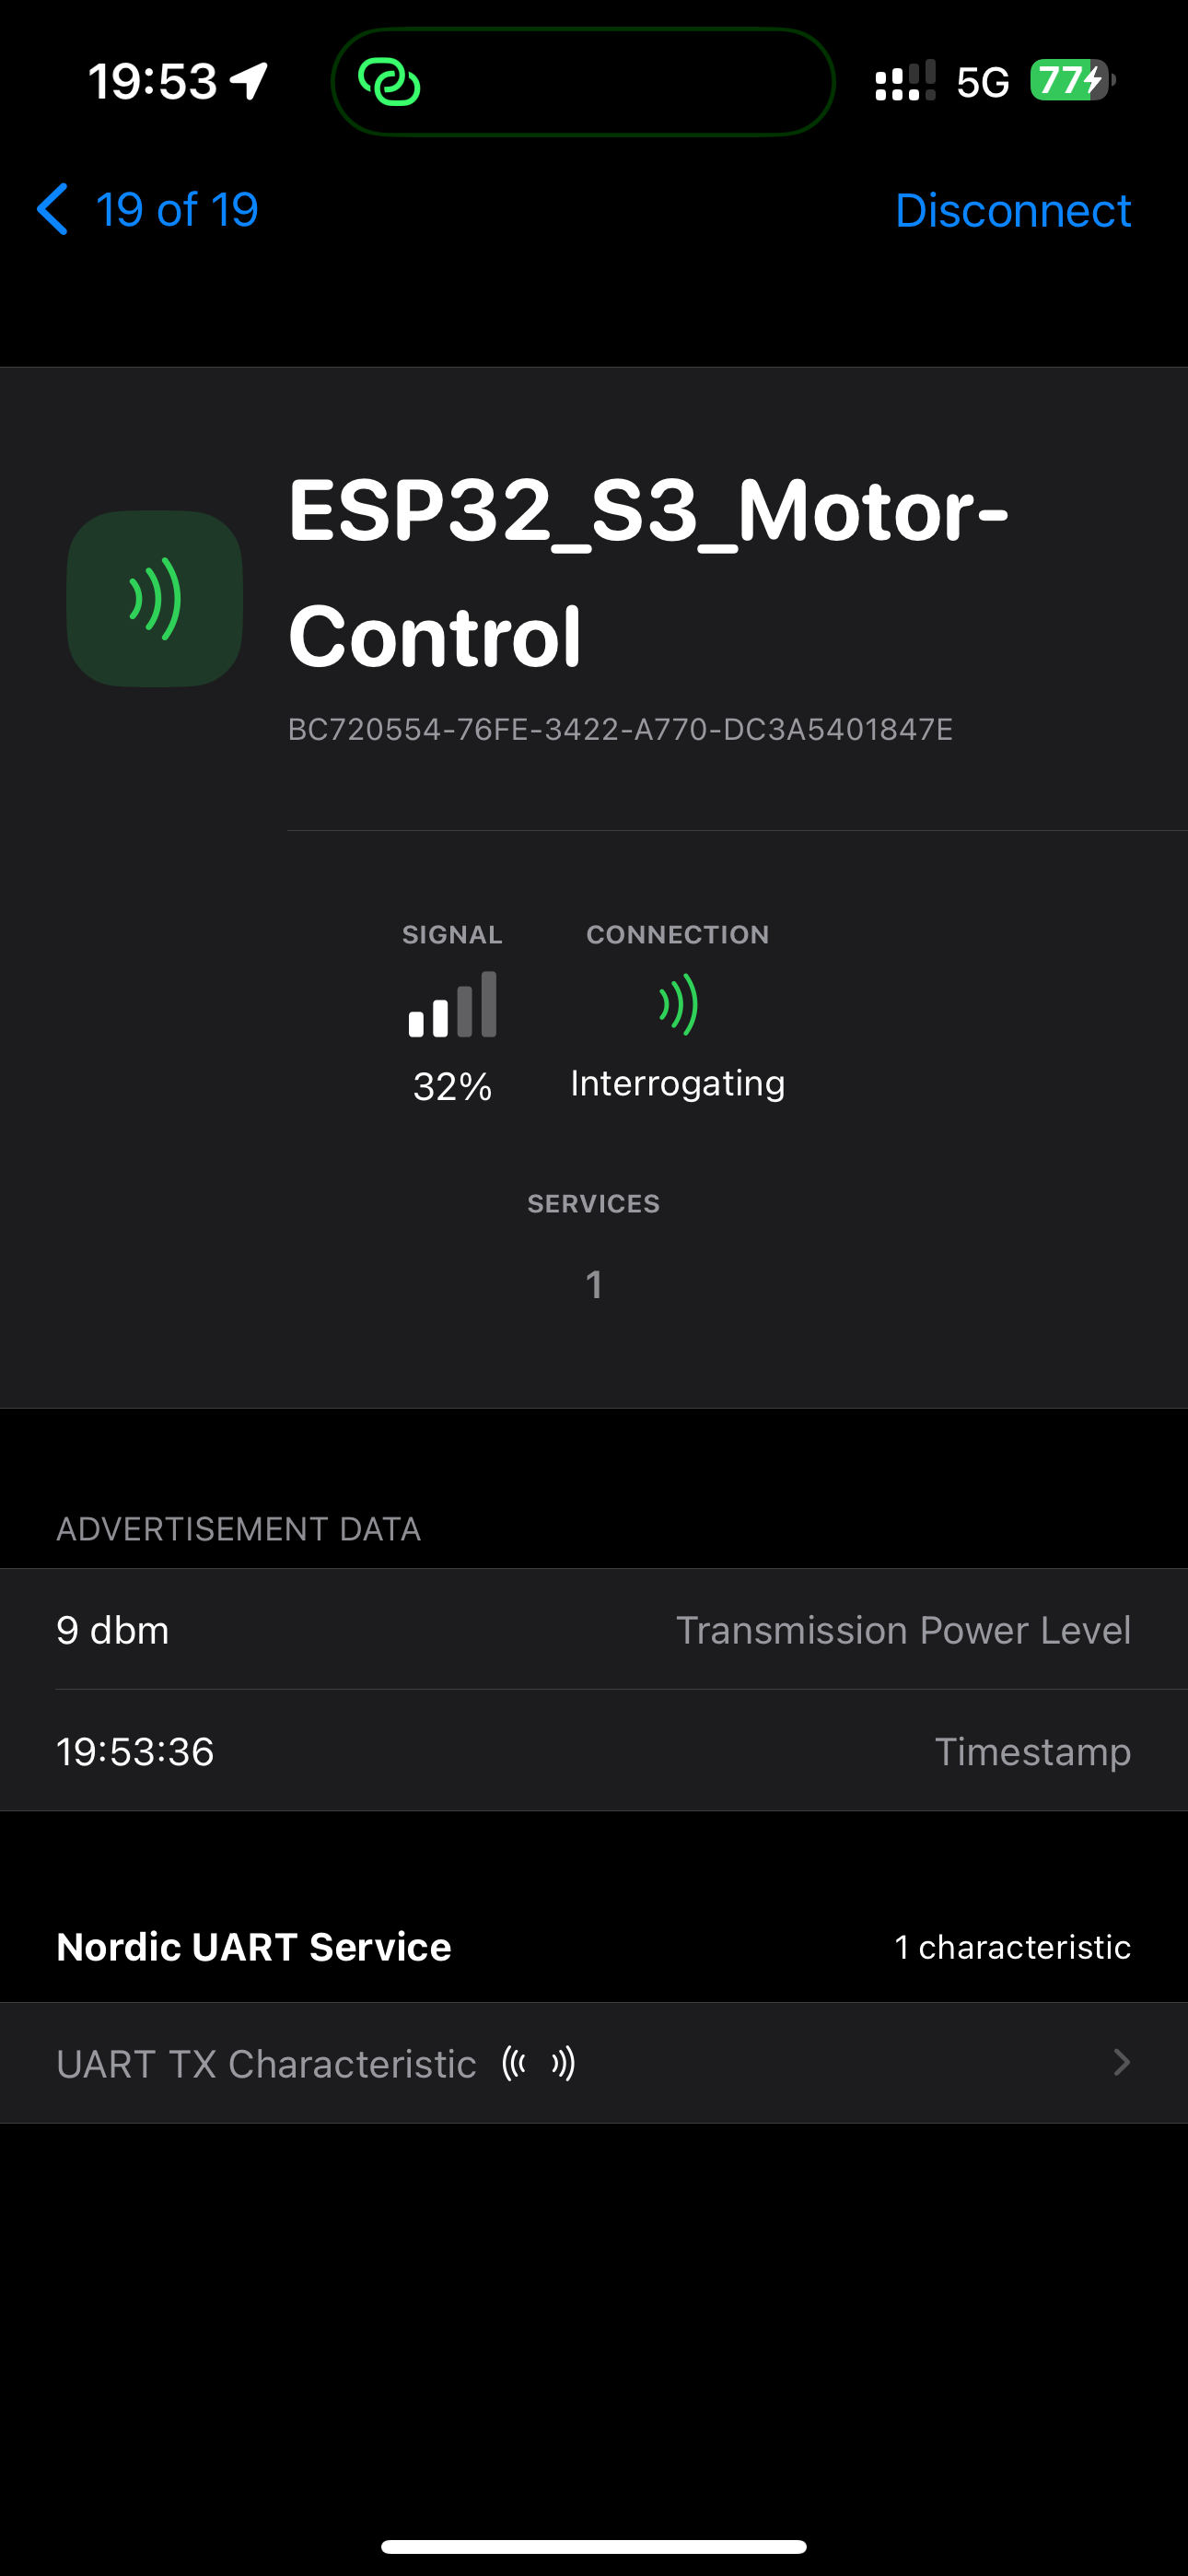 19:53 5G 77
19 of 19 Disconnect
ESP32_S3_Motor-
Control
BC720554-76FE-3422-A770-DC3A5401847E
SIGNAL CONNECTION
32% Interrogating
SERVICES
1
ADVERTISEMENT DATA
9 dbm Transmission Power Level
19:53:36 Timestamp
Nordic UART Service 1 characteristic
UART TX Characteristic